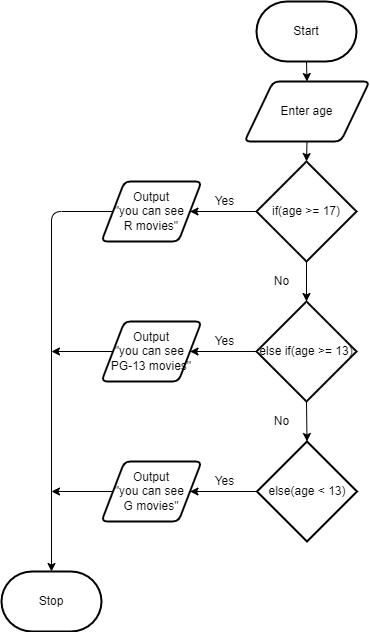 Start
Enter age
if(age >= 17)
Yes
Output
"you can see
R movies"
No
else if(age >= 13)
Yes
Output
"you can see
PG-13 movies"
No
else(age < 13)
Yes
Output
"you can see
G movies"
Stop